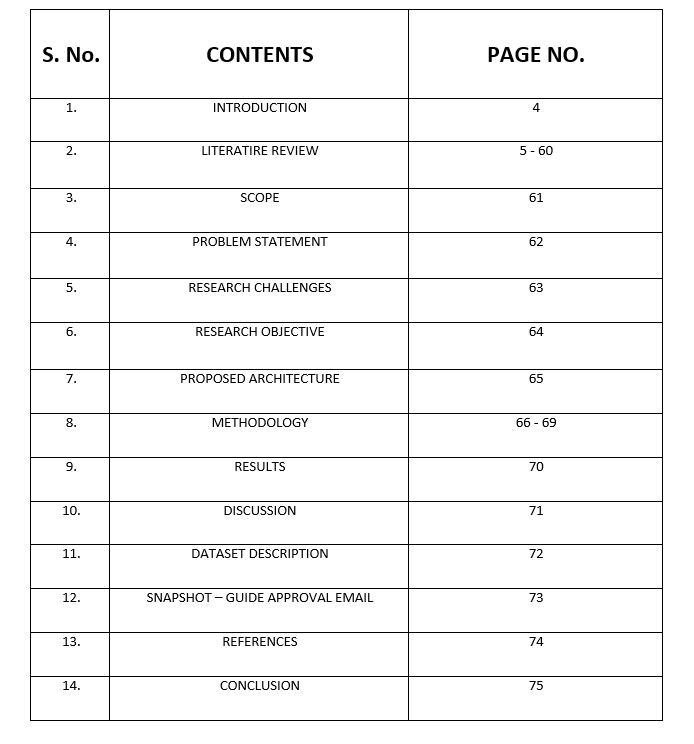 S. No. CONTENTS PAGE NO.
1. INTRODUCTION 4
2. LITERATIRE REVIEW 5 - 60
3. SCOPE 61
4. PROBLEM STATEMENT 62
5. RESEARCH CHALLENGES 63
6. RESEARCH OBJECTIVE 64
7. PROPOSED ARCHITECTURE 65
8. METHODOLOGY 66 - 69
9. RESULTS 70
10. DISCUSSION 71
11. DATASET DESCRIPTION 72
12. SNAPSHOT – GUIDE APPROVAL EMAIL 73
13. REFERENCES 74
14. CONCLUSION 75